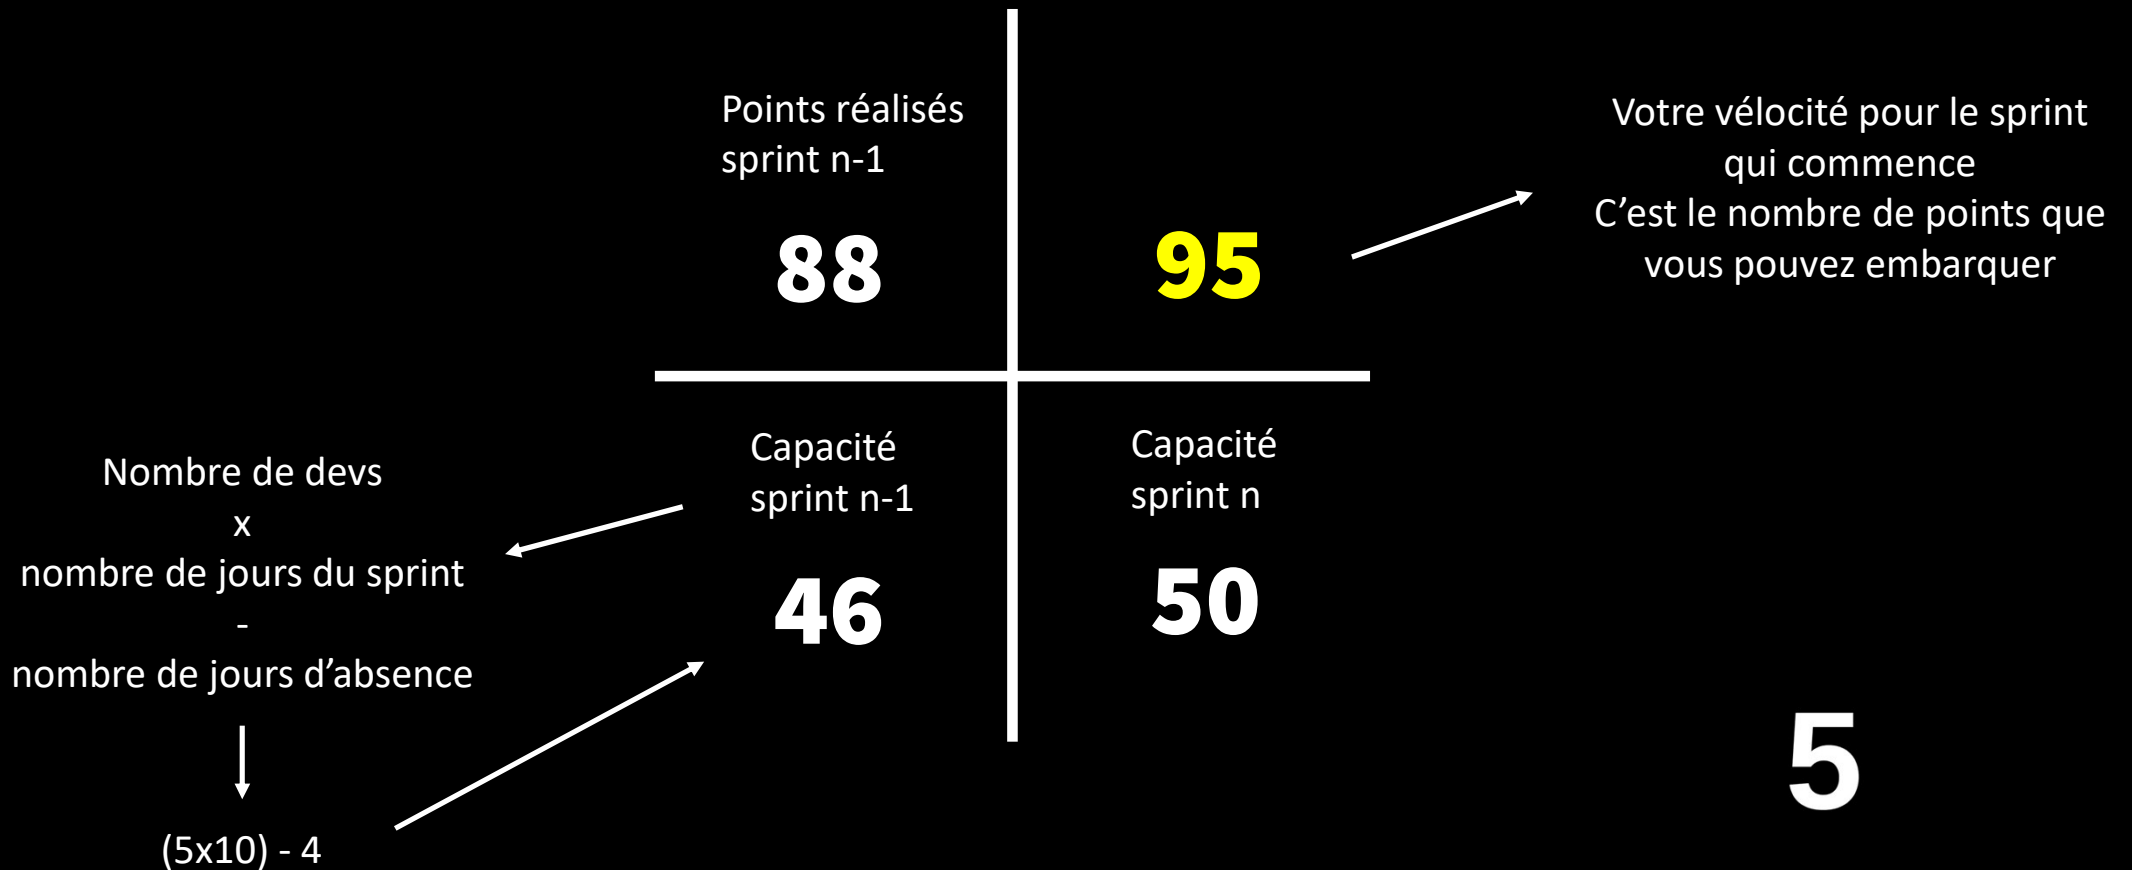 Points réalisés
sprint n-1
88
95
Votre vélocité pour le sprint
qui commence
C’est le nombre de points que
vous pouvez embarquer
Nombre de devs
x
nombre de jours du sprint
-
nombre de jours d’absence
(5x10) - 4
Capacité
sprint n-1
46
Capacité
sprint n
50
5